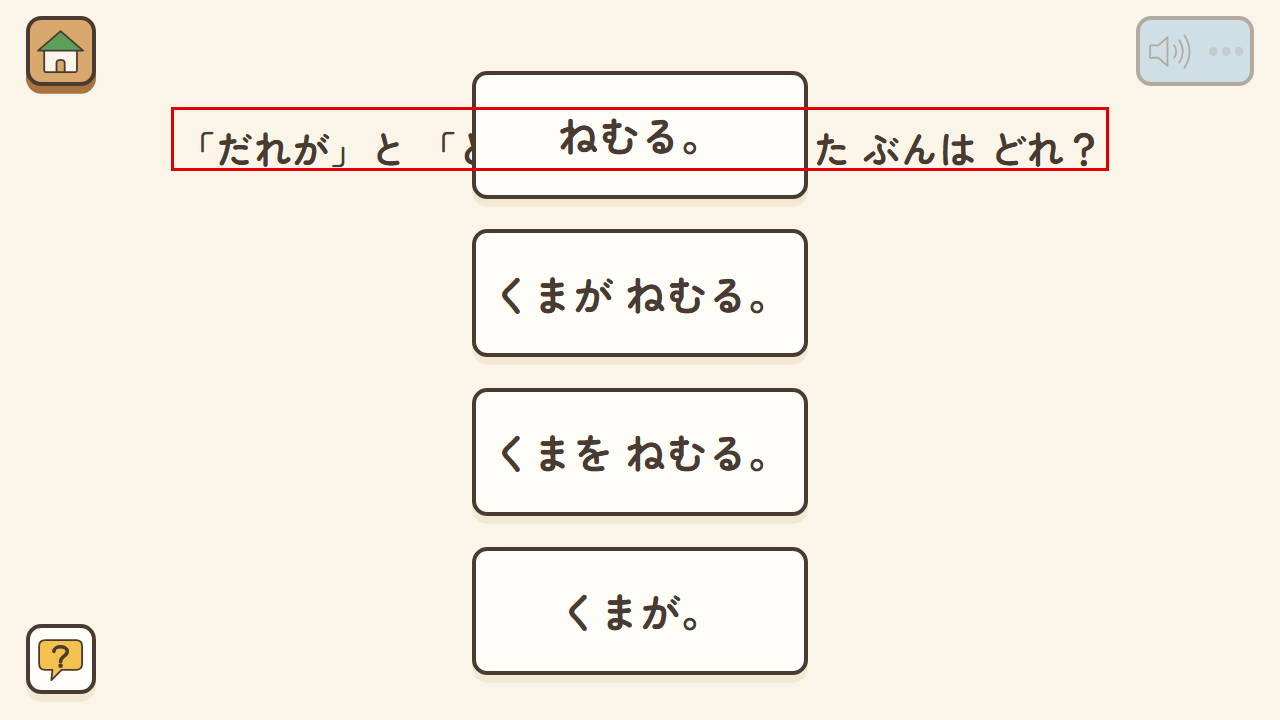 「だれが」と 「 た ぶんは どれ？
ねむる。
くまが ねむる。
くまを ねむる。
くまが。
?